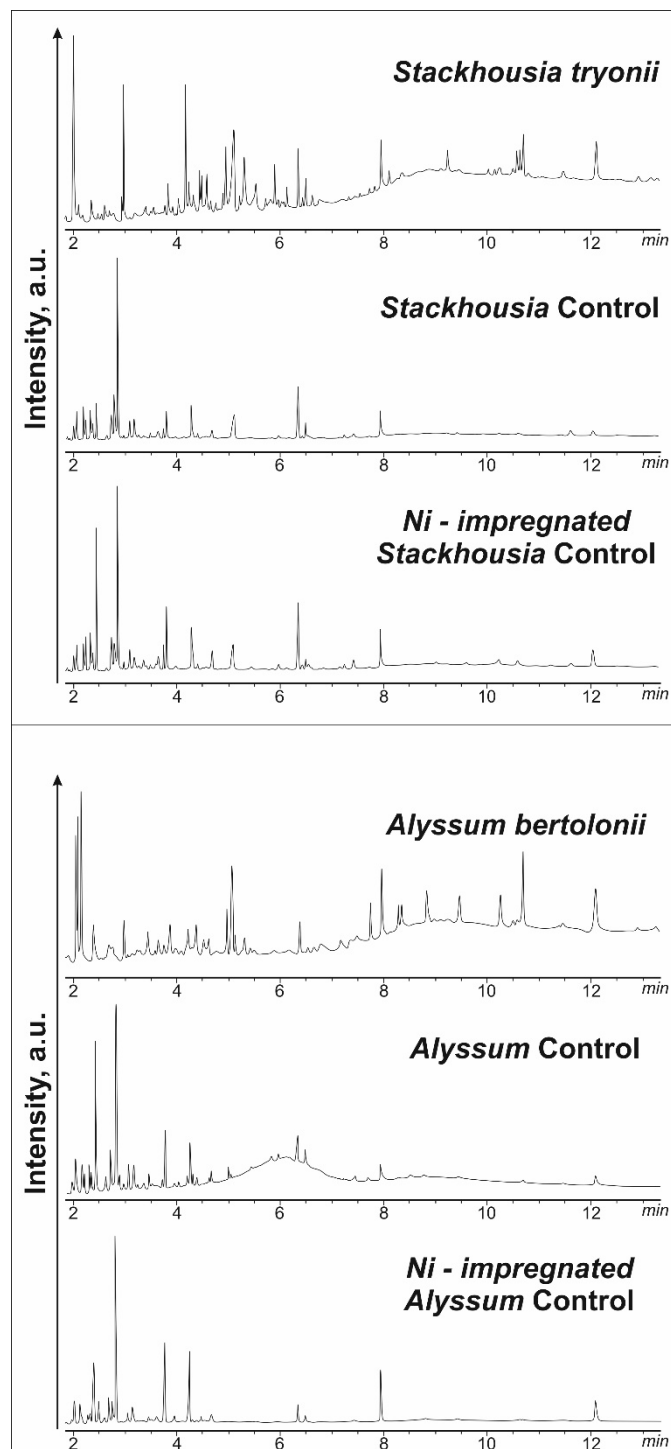 Intensity, a.u.
Stackhousia tryonii
2 4 6 8 10 12 min
Stackhousia Control
2 4 6 8 10 12 min
Ni - impregnated
Stackhousia Control
2 4 6 8 10 12 min
Intensity, a.u.
Alyssum bertolonii
2 4 6 8 10 12 min
Alyssum Control
2 4 6 8 10 12 min
Ni - impregnated
Alyssum Control
2 4 6 8 10 12 min